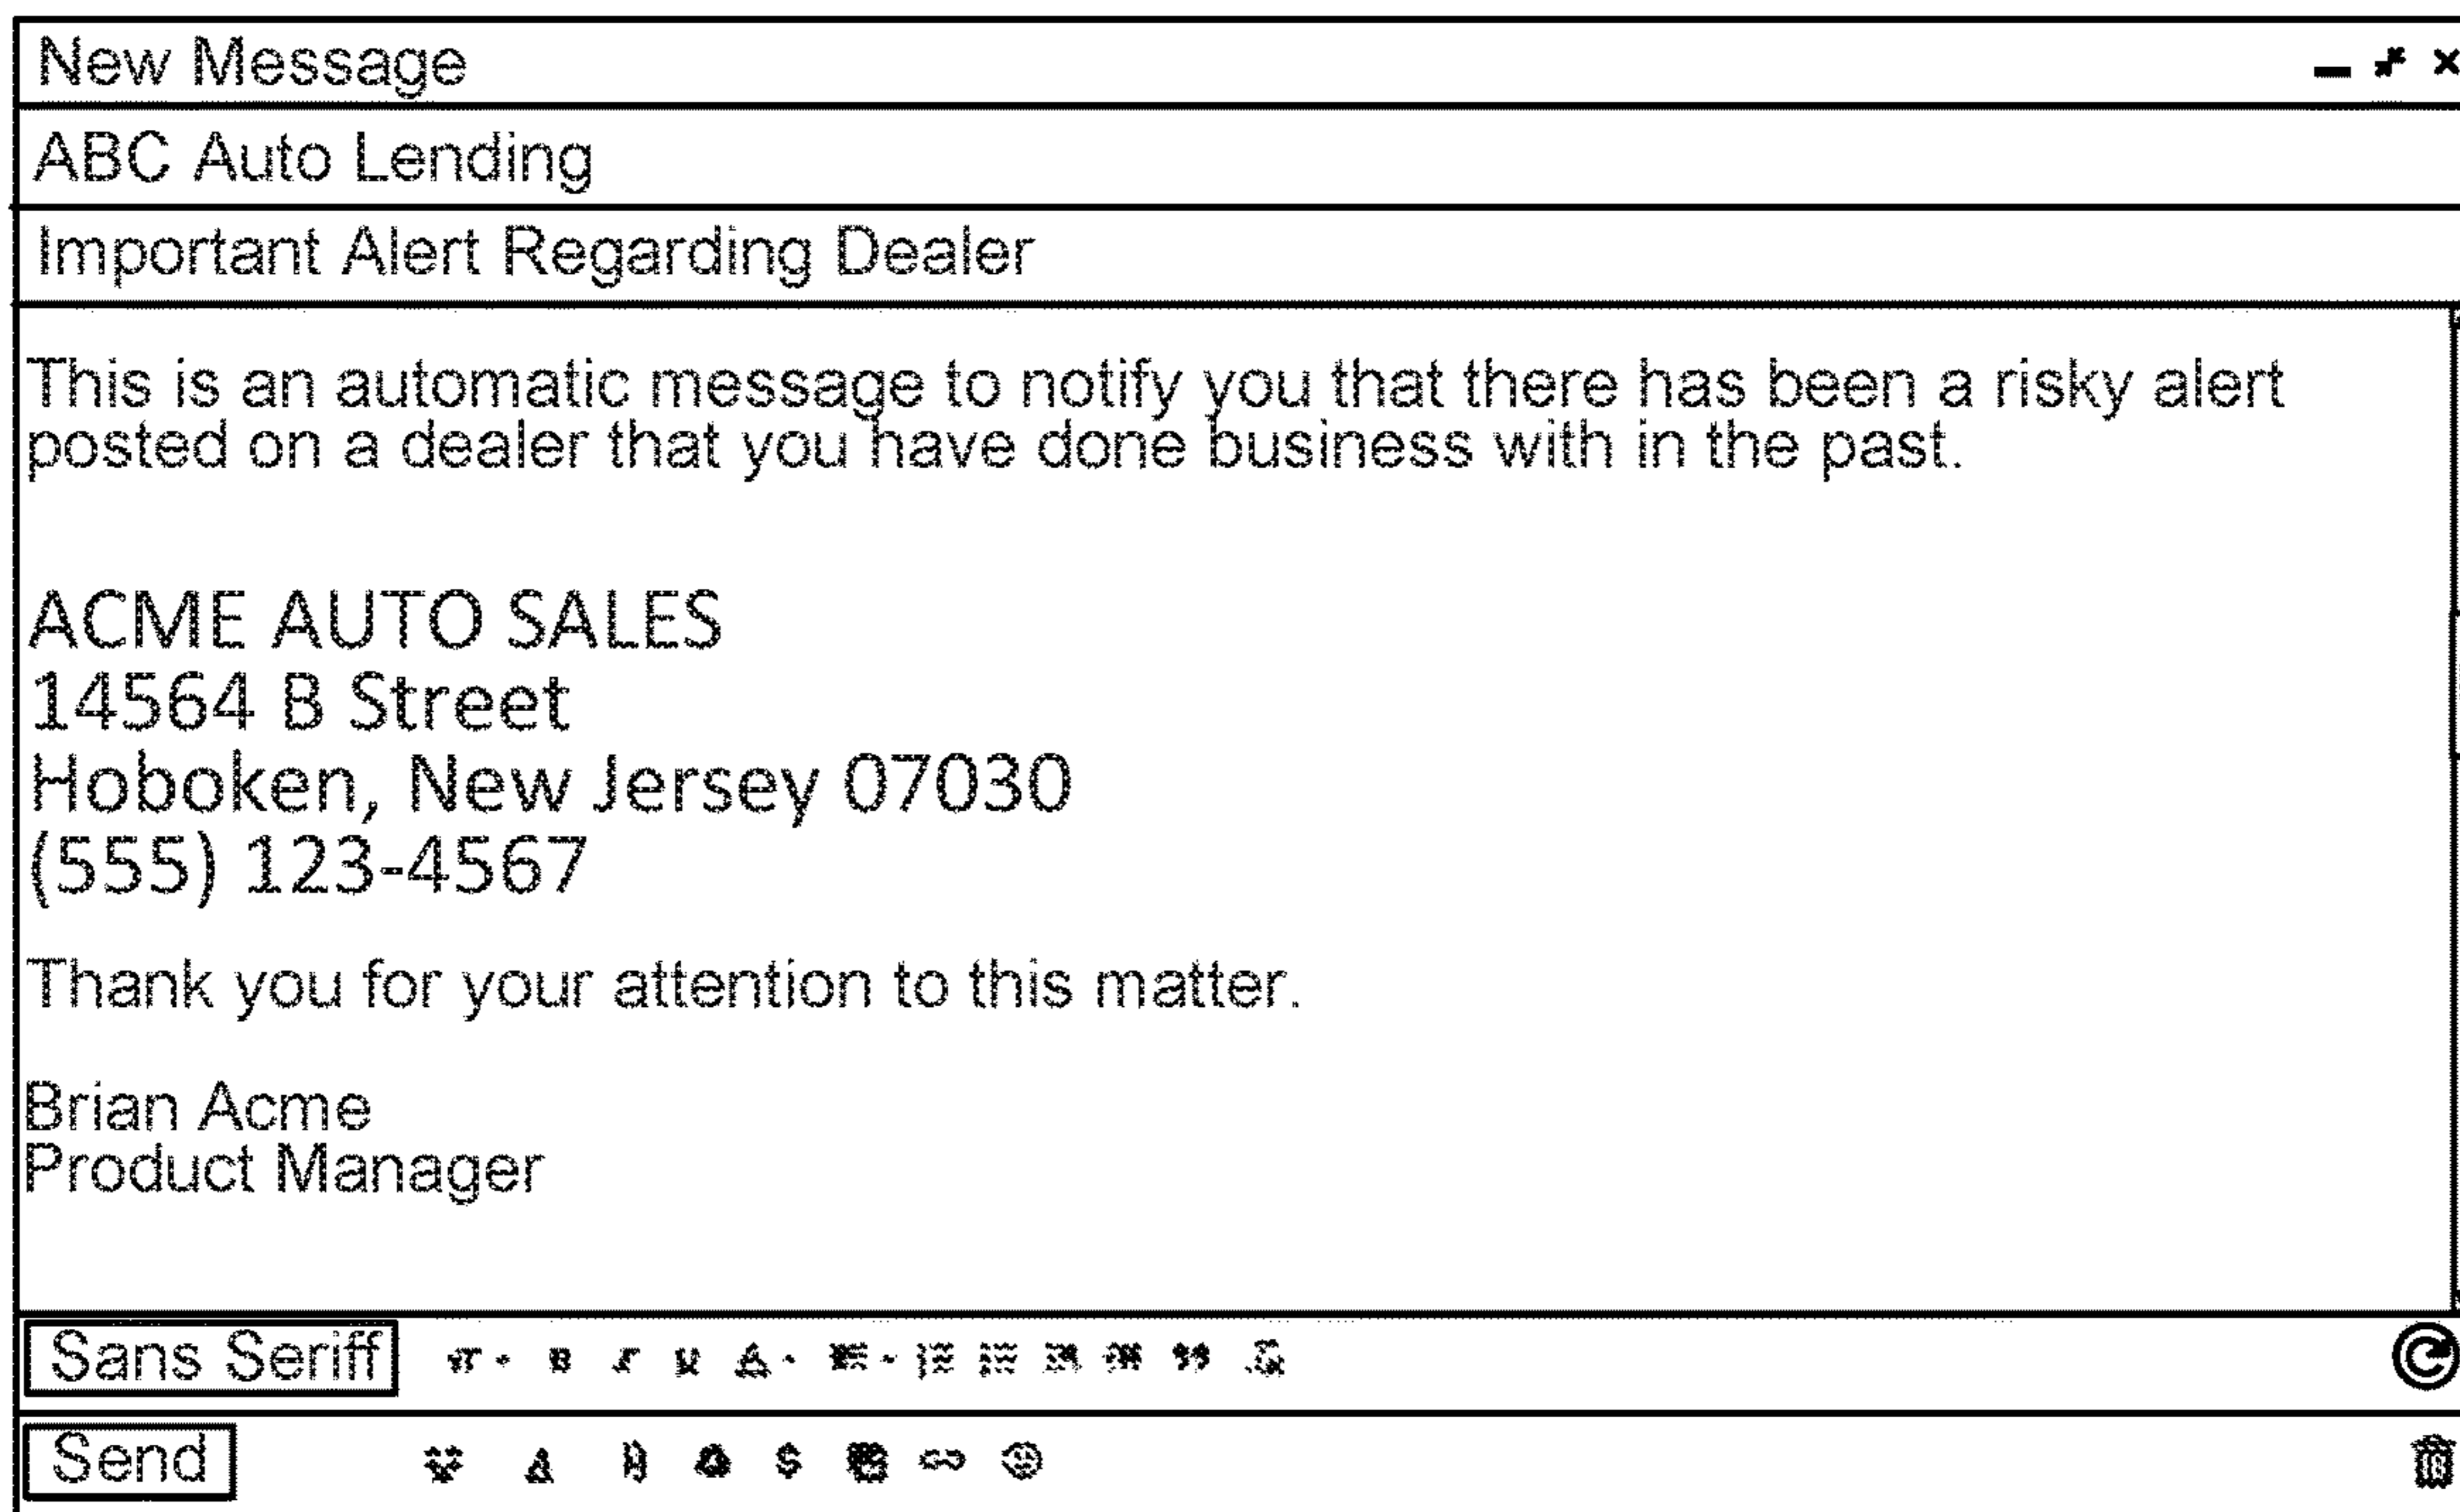 New Message
ABC Auto Lending
Important Alert Regarding Dealer
This is an automatic message to notify you that there has been a risky alert
posted on a dealer that you have done business with in the past.
ACME AUTO SALES
14564 B Street
Hoboken, New Jersey 07030
(555) 123-4567
Thank you for your attention to this matter.
Brian Acme
Product Manager
Sans Seriff
Send